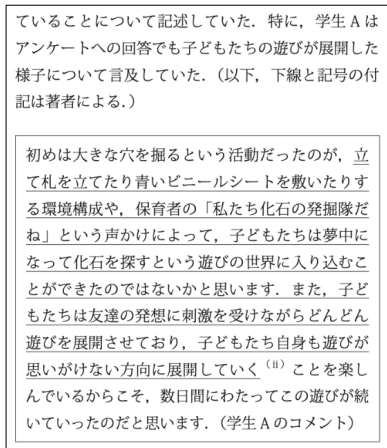 ていることについて記述していた．特に，学生 A は
アンケートへの回答でも子どもたちの遊びが展開した
様子について言及していた．（以下，下線と記号の付
記は著者による．）
初めは大きな穴を掘るという活動だったのが，立
て札を立てたり青いビニールシートを敷いたりす
る環境構成や，保育者の「私たち化石の発掘隊だ
ね」という声かけによって，子どもたちは夢中に
なって化石を探すという遊びの世界に入り込むこ
とができたのではないかと思います．また，子ど
もたちは友達の発想に刺激を受けながらどんどん
遊びを展開させており，子どもたち自身も遊びが
思いがけない方向に展開していく（ⅱ）ことを楽し
んでいるからこそ，数日間にわたってこの遊びが続
いていったのだと思います．（学生Aのコメント）